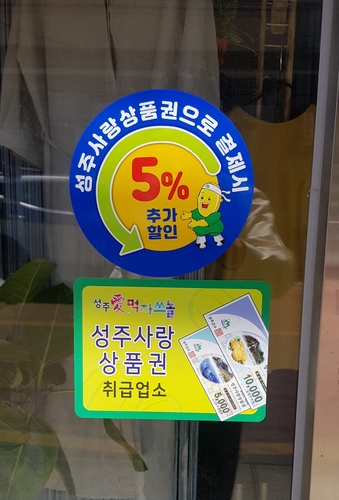 성주사랑상품권으로 결제시
5%
추가
할인
성주 愛 먹자쓰놀
성주사랑
상품권
취급업소
10,000
5,000